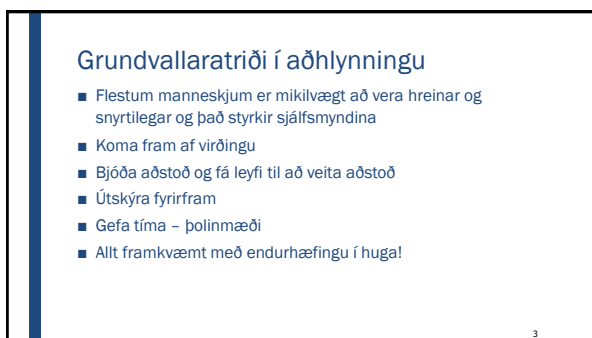 Grundvallaratriði í aðhlynningu
■ Flestum manneskjum er mikilvægt að vera hreinar og
snyrtilegar og það styrkir sjálfsmyndina
■ Koma fram af virðingu
■ Bjóða aðstoð og fá leyfi til að veita aðstoð
■ Útskýra fyrirfram
■ Gefa tíma – þolinmæði
■ Allt framkvæmt með endurhæfingu í huga!
3